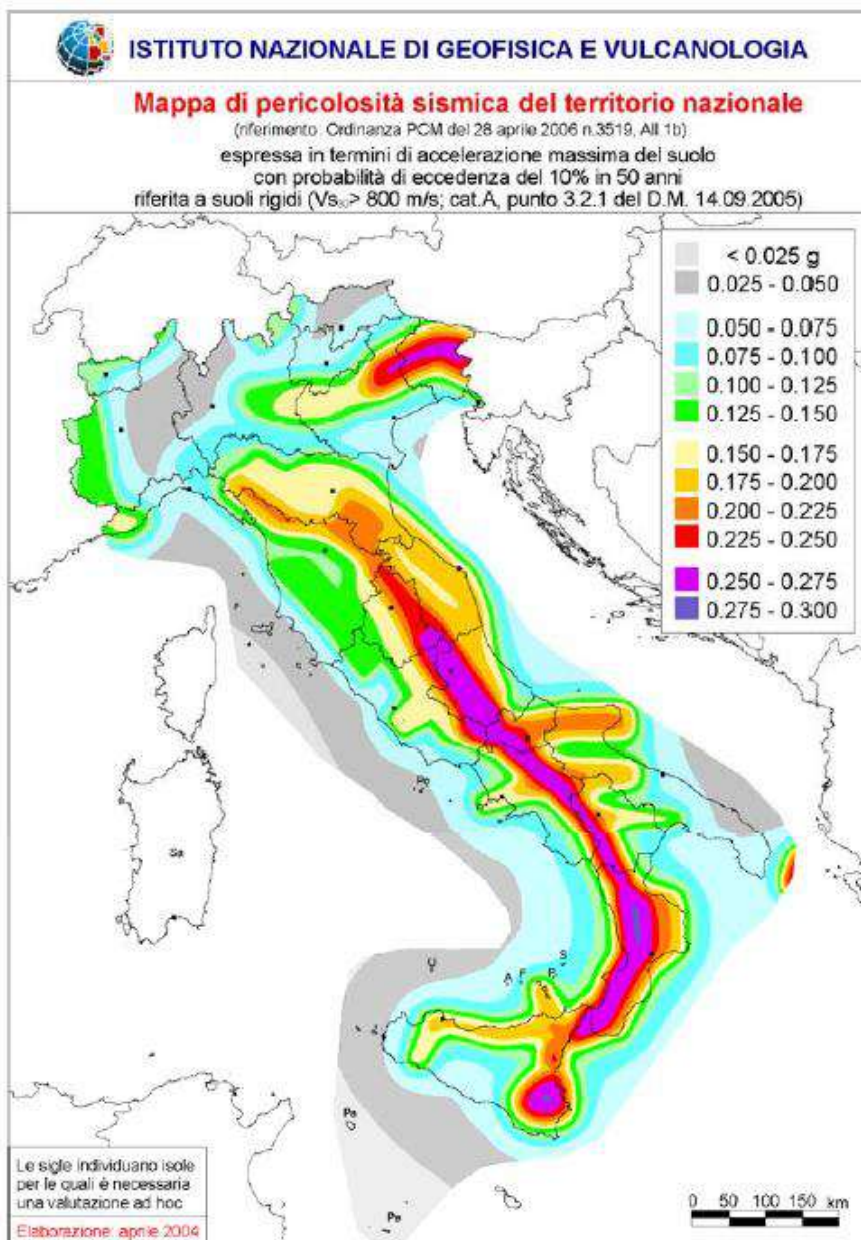 ISTITUTO NAZIONALE DI GEOFISICA E VULCANOLOGIA
Mappa di pericolosità sismica del territorio nazionale
(riferimento: Ordinanza PCM del 28 aprile 2006 n.3519, All.1b)
espressa in termini di accelerazione massima del suolo
con probabilità di eccedenza del 10% in 50 anni
riferita a suoli rigidi (Vs30> 800 m/s; cat.A, punto 3.2.1 del D.M. 14.09.2005)
< 0.025 g
0.025 - 0.050
0.050 - 0.075
0.075 - 0.100
0.100 - 0.125
0.125 - 0.150
0.150 - 0.175
0.175 - 0.200
0.200 - 0.225
0.225 - 0.250
0.250 - 0.275
0.275 - 0.300
Po
Sa
U
S
A
F
P
Pa
Pe
Le sigle individuano isole
per le quali è necessaria
una valutazione ad hoc
Elaborazione: aprile 2004
0 50 100 150 km